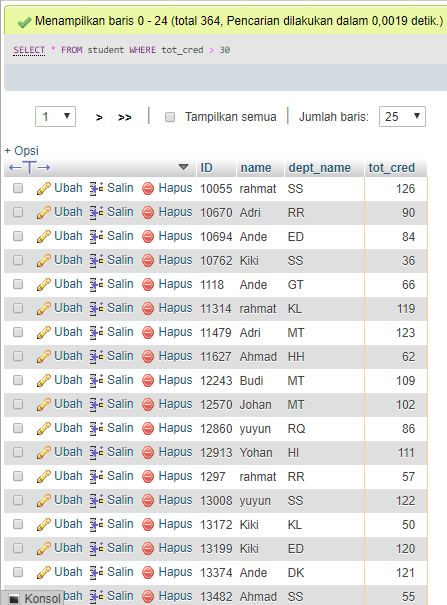 Menampilkan baris 0 - 24 (total 364, Pencarian dilakukan dalam 0,0019 detik.)
SELECT * FROM student WHERE tot_cred > 30
1 > >> Tampilkan semua Jumlah baris: 25
+ Opsi
←T→ ID name dept_name tot_cred
Ubah Salin Hapus 10055 rahmat SS 126
Ubah Salin Hapus 10670 Adri RR 90
Ubah Salin Hapus 10694 Ande ED 84
Ubah Salin Hapus 10762 Kiki SS 36
Ubah Salin Hapus 1118 Ande GT 66
Ubah Salin Hapus 11314 rahmat KL 119
Ubah Salin Hapus 11479 Adri MT 123
Ubah Salin Hapus 11627 Ahmad HH 62
Ubah Salin Hapus 12243 Budi MT 109
Ubah Salin Hapus 12570 Johan MT 102
Ubah Salin Hapus 12860 yuyun RQ 86
Ubah Salin Hapus 12913 Yohan HI 111
Ubah Salin Hapus 1297 rahmat RR 57
Ubah Salin Hapus 13008 yuyun SS 122
Ubah Salin Hapus 13172 Kiki KL 50
Ubah Salin Hapus 13199 Kiki ED 120
Ubah Salin Hapus 13374 Ande DK 121
Konsol Salin Hapus 13482 Ahmad SS 55